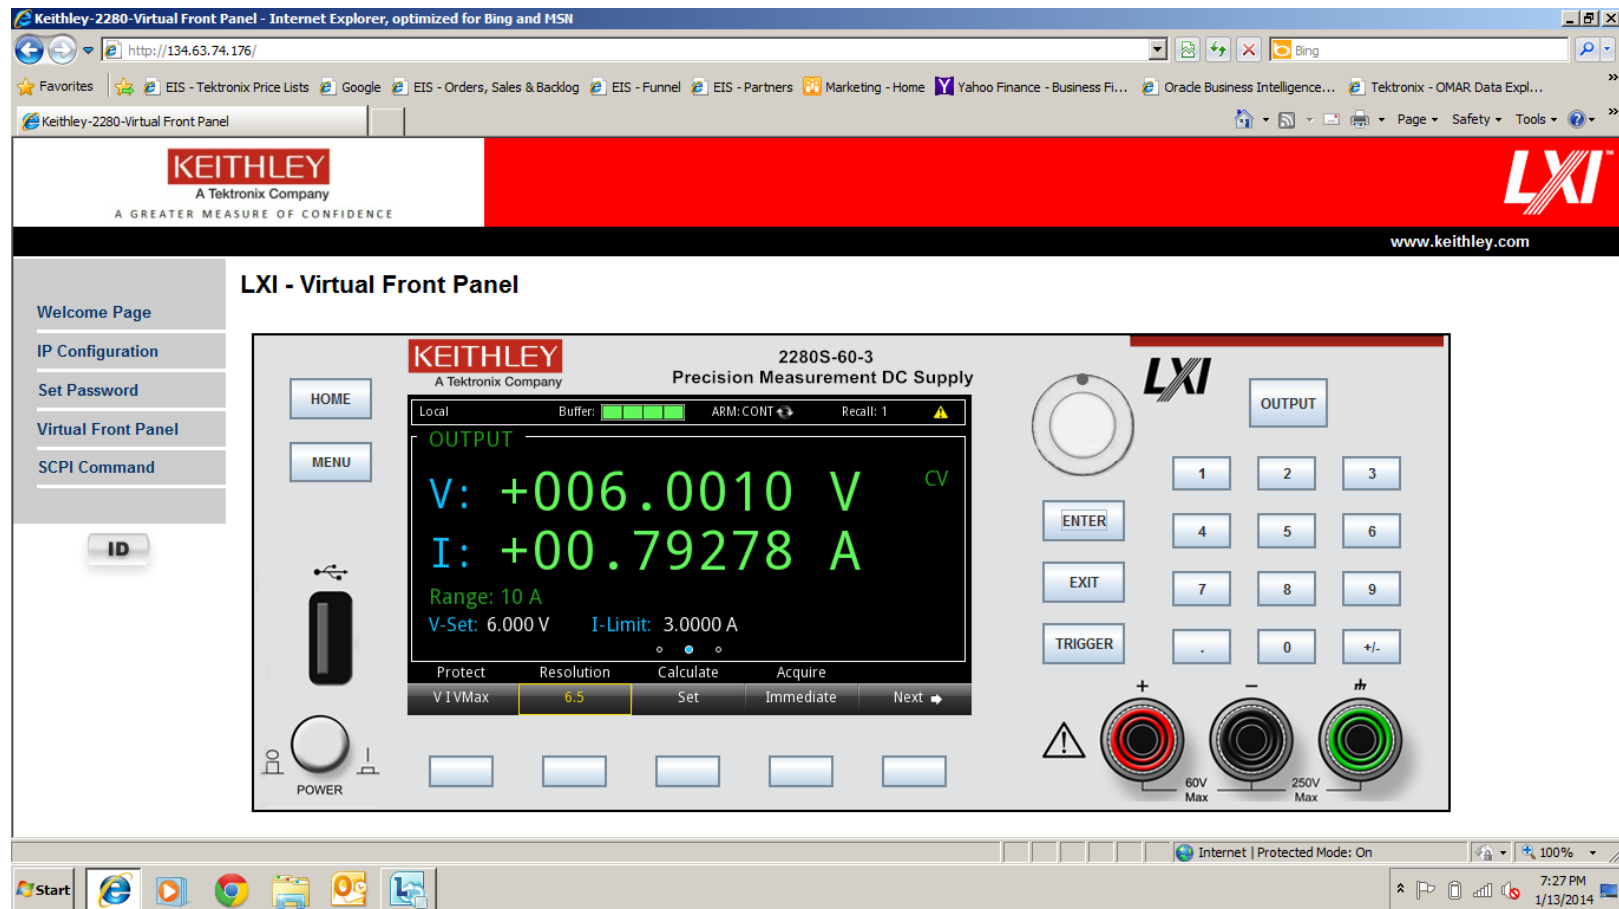 Keithley-2280-Virtual Front Panel - Internet Explorer, optimized for Bing and MSN
http://134.63.74.176/
Bing
Favorites
EIS - Tektronix Price Lists
Google
EIS - Orders, Sales & Backlog
EIS - Funnel
EIS - Partners
Marketing - Home
Yahoo Finance - Business Fi...
Oracle Business Intelligence...
Tektronix - OMAR Data Expl...
Keithley-2280-Virtual Front Panel
Page
Safety
Tools
KEITHLEY
A Tektronix Company
A GREATER MEASURE OF CONFIDENCE
LXI™
www.keithley.com
Welcome Page
IP Configuration
Set Password
Virtual Front Panel
SCPI Command
ID
LXI - Virtual Front Panel
KEITHLEY
A Tektronix Company
2280S-60-3
Precision Measurement DC Supply
LXI
HOME
MENU
POWER
Local Buffer: ARM: CONT Recall: 1
OUTPUT
V: +006.0010 V CV
I: +00.79278 A
Range: 10 A
V-Set: 6.000 V I-Limit: 3.0000 A
Protect Resolution Calculate Acquire
V I VMax 6.5 Set Immediate Next
ENTER
EXIT
TRIGGER
OUTPUT
1 2 3
4 5 6
7 8 9
. 0 +/-
+ −
60V Max
250V Max
Internet | Protected Mode: On
100%
Start
7:27 PM
1/13/2014